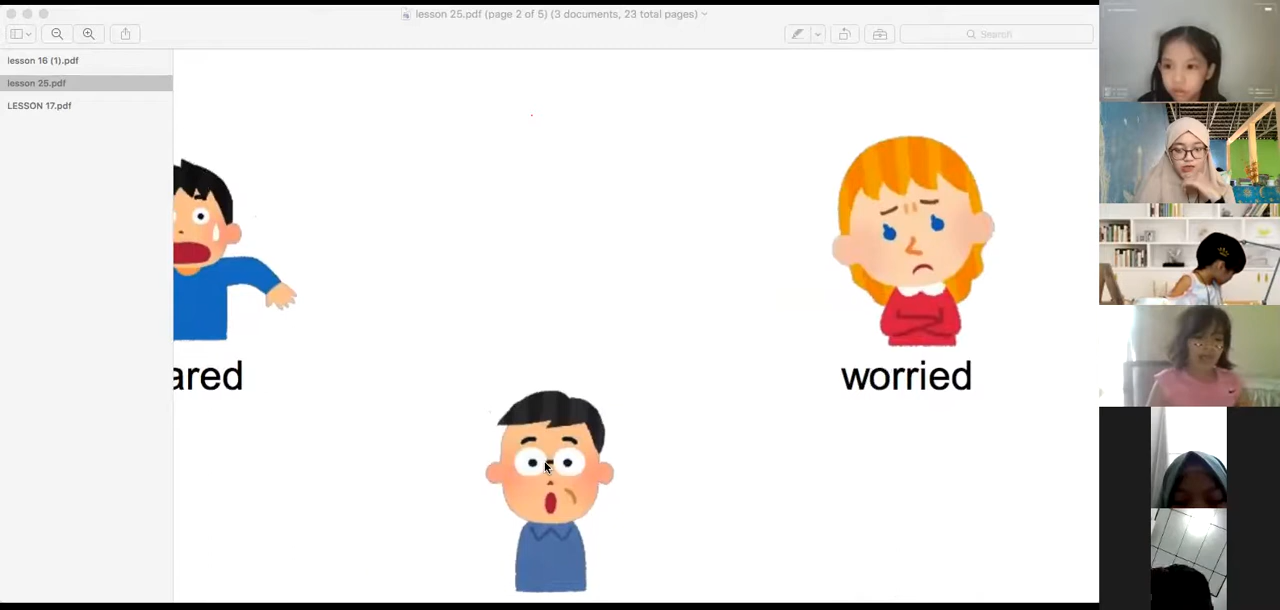 lesson 25.pdf (page 2 of 5) (3 documents, 23 total pages)
Search
lesson 16 (1).pdf
lesson 25.pdf
LESSON 17.pdf
ared
worried